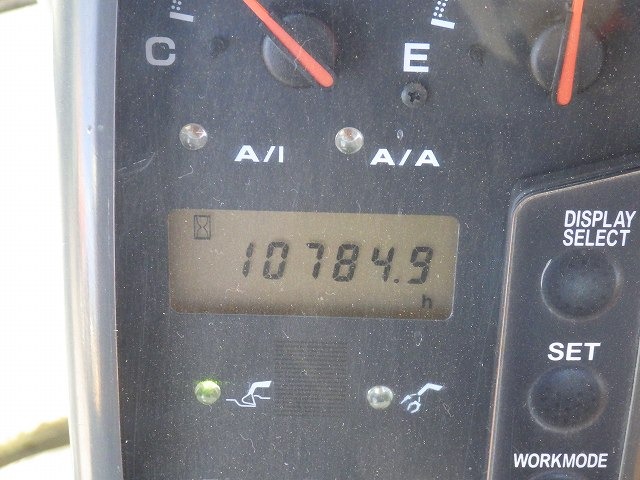 C
E
A/I
A/A
DISPLAY
SELECT
10784.9
h
SET
WORKMODE